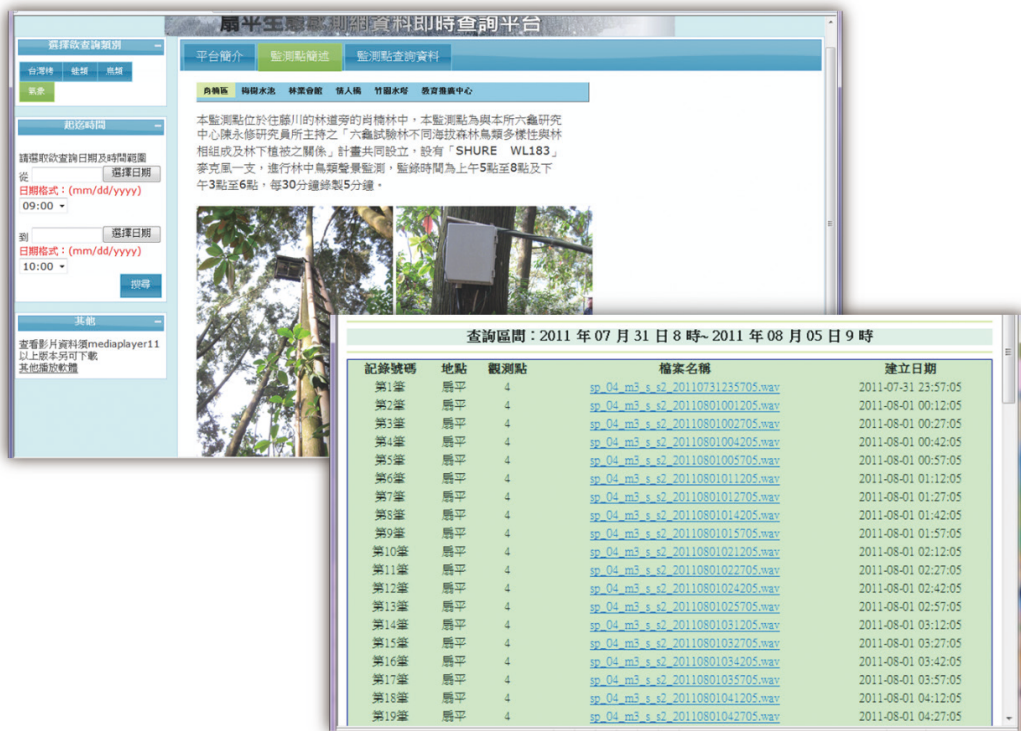 扇平生態感測網資料即時查詢平台
選擇欲查詢類別
台灣獼 蛙類 鳥類
氣象
起迄時間
請選取欲查詢日期及時間範圍
從 選擇日期
日期格式：(mm/dd/yyyy)
09:00
到 選擇日期
日期格式：(mm/dd/yyyy)
10:00
搜尋
其他
查看影片資料須mediaplayer11
以上版本另可下載
其他播放軟體
平台簡介 監測點簡述 監測點查詢資料
肖楠區 梅樹水池 林業會館 情人橋 竹園水塔 教育推廣中心
本監測點位於往藤川的林道旁的肖楠林中，本監測點為與本所六龜研究
中心陳永修研究員所主持之「六龜試驗林不同海拔森林鳥類多樣性與林
相組成及林下植被之關係」計畫共同設立，設有「SHURE WL183」
麥克風一支，進行林中鳥類聲景監測，監錄時間為上午5點至8點及下
午3點至6點，每30分鐘錄製5分鐘。
查詢區間：2011 年 07 月 31 日 8 時~ 2011 年 08 月 05 日 9 時
記錄號碼 地點 觀測點 檔案名稱 建立日期
第1筆 扇平 4 sp_04_m3_s_s2_20110731235705.wav 2011-07-31 23:57:05
第2筆 扇平 4 sp_04_m3_s_s2_20110801001205.wav 2011-08-01 00:12:05
第3筆 扇平 4 sp_04_m3_s_s2_20110801002705.wav 2011-08-01 00:27:05
第4筆 扇平 4 sp_04_m3_s_s2_20110801004205.wav 2011-08-01 00:42:05
第5筆 扇平 4 sp_04_m3_s_s2_20110801005705.wav 2011-08-01 00:57:05
第6筆 扇平 4 sp_04_m3_s_s2_20110801011205.wav 2011-08-01 01:12:05
第7筆 扇平 4 sp_04_m3_s_s2_20110801012705.wav 2011-08-01 01:27:05
第8筆 扇平 4 sp_04_m3_s_s2_20110801014205.wav 2011-08-01 01:42:05
第9筆 扇平 4 sp_04_m3_s_s2_20110801015705.wav 2011-08-01 01:57:05
第10筆 扇平 4 sp_04_m3_s_s2_20110801021205.wav 2011-08-01 02:12:05
第11筆 扇平 4 sp_04_m3_s_s2_20110801022705.wav 2011-08-01 02:27:05
第12筆 扇平 4 sp_04_m3_s_s2_20110801024205.wav 2011-08-01 02:42:05
第13筆 扇平 4 sp_04_m3_s_s2_20110801025705.wav 2011-08-01 02:57:05
第14筆 扇平 4 sp_04_m3_s_s2_20110801031205.wav 2011-08-01 03:12:05
第15筆 扇平 4 sp_04_m3_s_s2_20110801032705.wav 2011-08-01 03:27:05
第16筆 扇平 4 sp_04_m3_s_s2_20110801034205.wav 2011-08-01 03:42:05
第17筆 扇平 4 sp_04_m3_s_s2_20110801035705.wav 2011-08-01 03:57:05
第18筆 扇平 4 sp_04_m3_s_s2_20110801041205.wav 2011-08-01 04:12:05
第19筆 扇平 4 sp_04_m3_s_s2_20110801042705.wav 2011-08-01 04:27:05